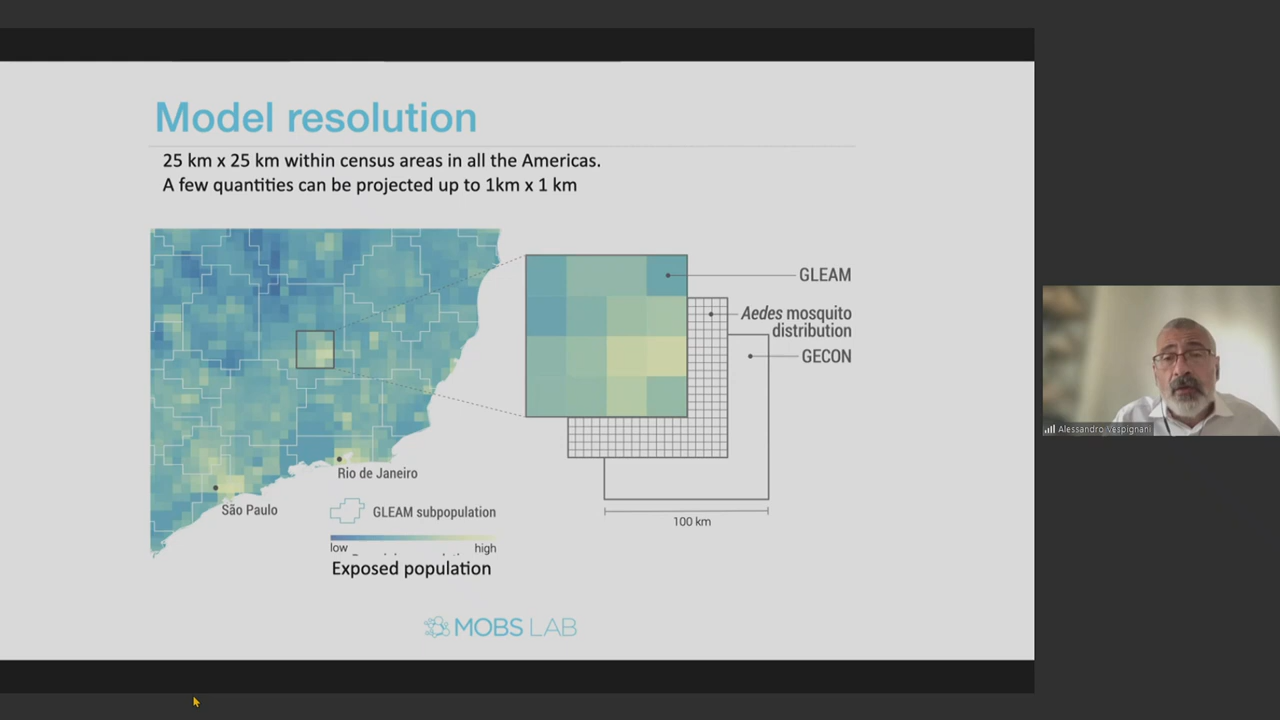 Model resolution
25 km x 25 km within census areas in all the Americas.
A few quantities can be projected up to 1km x 1 km
GLEAM
Aedes mosquito
distribution
GECON
Rio de Janeiro
São Paulo
GLEAM subpopulation
low high
Exposed population
100 km
MOBS LAB
Alessandro Vespignani